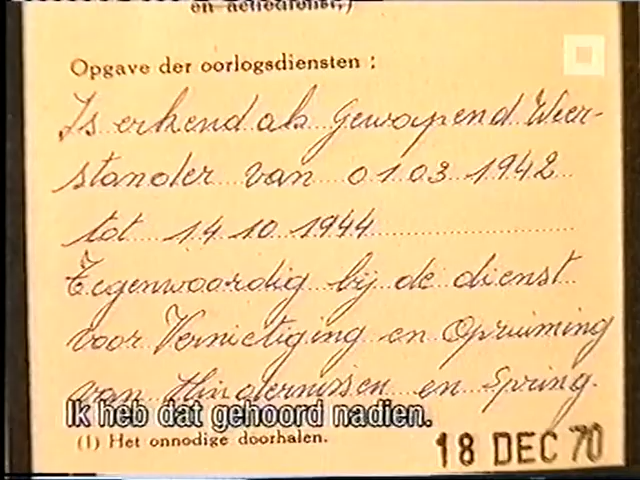 en actiedienst.)
Opgave der oorlogsdiensten :
Is erkend als Gewapend Weer-
stander van 01 03 1942
tot 14 10 1944
Tegenwoordig bij de dienst
voor Vernietiging en Opruiming
van Hindernissen en Spring-
Ik heb dat gehoord nadien.
(1) Het onnodige doorhalen.
18 DEC 70